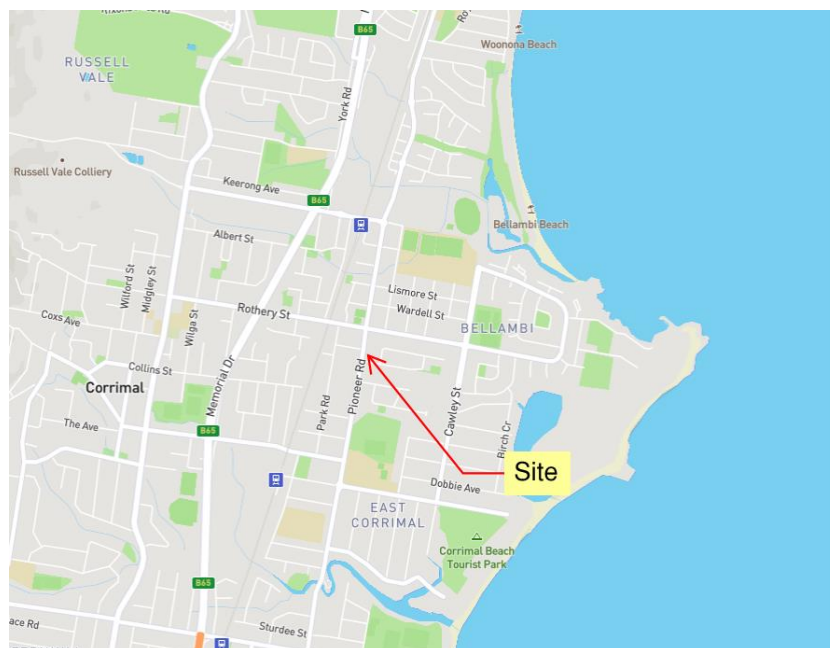 Woonona Beach
B65
RUSSELL
VALE
York Rd
Russell Vale Colliery
Keerong Ave
B65
Bellambi Beach
Albert St
Wilford St
Midgley St
Lismore St
Wardell St
Rothery St
Coxs Ave
Wilga St
BELLAMBI
Collins St
Corrimal
Memorial Dr
Pioneer Rd
Park Rd
Cawley St
The Ave
B65
Birch Cr
Site
Dobbie Ave
EAST
CORRIMAL
Corrimal Beach
Tourist Park
B65
Sturdee St
ace Rd